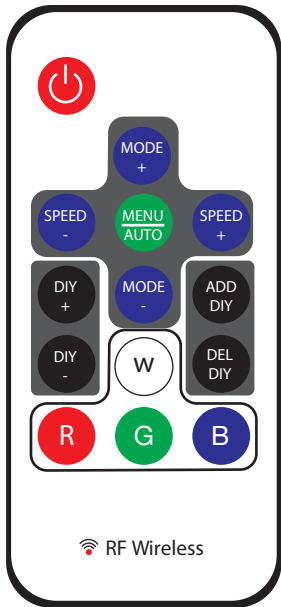 MODE
+
SPEED
-
MENU
AUTO
SPEED
+
DIY
+
MODE
-
ADD
DIY
DIY
-
W
DEL
DIY
R
G
B
RF Wireless